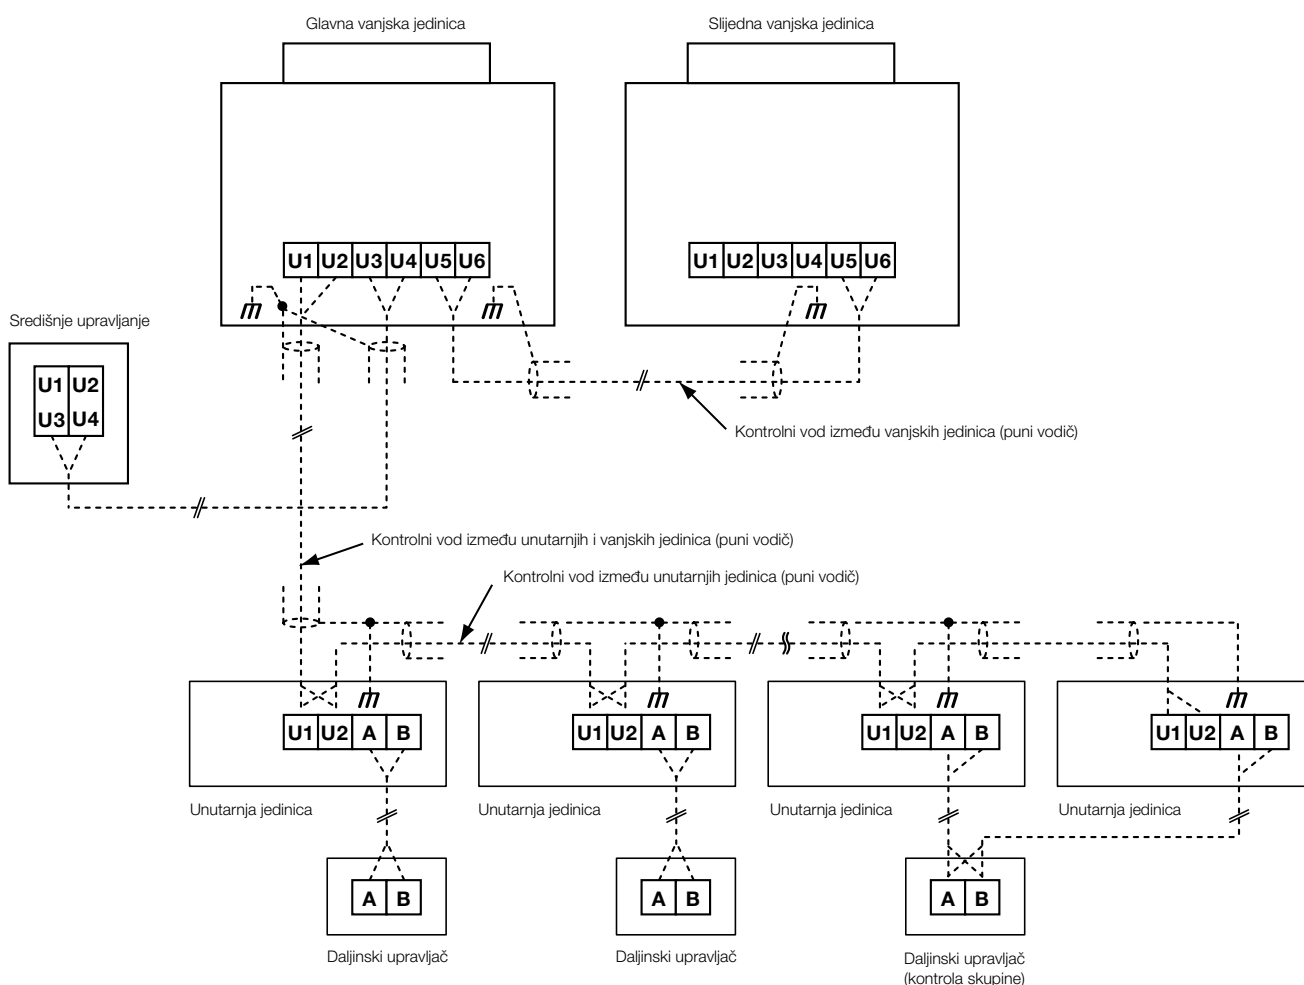 Glavna vanjska jedinica
Slijedna vanjska jedinica
U1 U2 U3 U4 U5 U6
U1 U2 U3 U4 U5 U6
Središnje upravljanje
U1 U2
U3 U4
Kontrolni vod između vanjskih jedinica (puni vodič)
Kontrolni vod između unutarnjih i vanjskih jedinica (puni vodič)
Kontrolni vod između unutarnjih jedinica (puni vodič)
U1 U2 A B
U1 U2 A B
U1 U2 A B
U1 U2 A B
Unutarnja jedinica
Unutarnja jedinica
Unutarnja jedinica
Unutarnja jedinica
A B
A B
A B
Daljinski upravljač
Daljinski upravljač
Daljinski upravljač
(kontrola skupine)